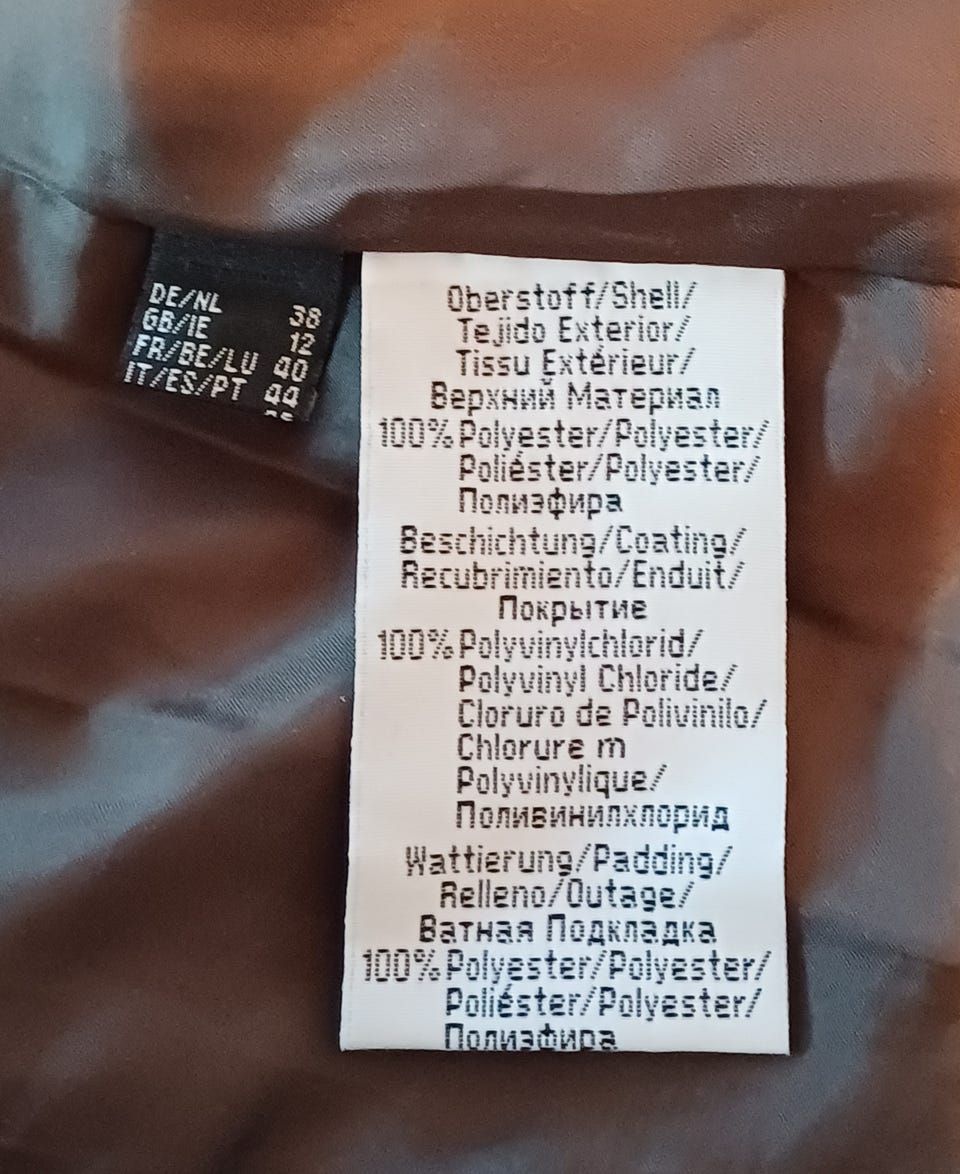 DE/NL 38
GB/IE 12
FR/BE/LU 40
IT/ES/PT 44
Oberstoff/Shell/
Tejido Exterior/
Tissu Extérieur/
Верхний Материал
100% Polyester/Polyester/
Poliéster/Polyester/
Полиэфира
Beschichtung/Coating/
Recubrimiento/Enduit/
Покрытие
100% Polyvinylchlorid/
Polyvinyl Chloride/
Cloruro de Polivinilo/
Chlorure m
Polyvinylique/
Поливинилхлорид
Wattierung/Padding/
Relleno/Outage/
Ватная Подкладка
100% Polyester/Polyester/
Poliéster/Polyester/
Полиэфира